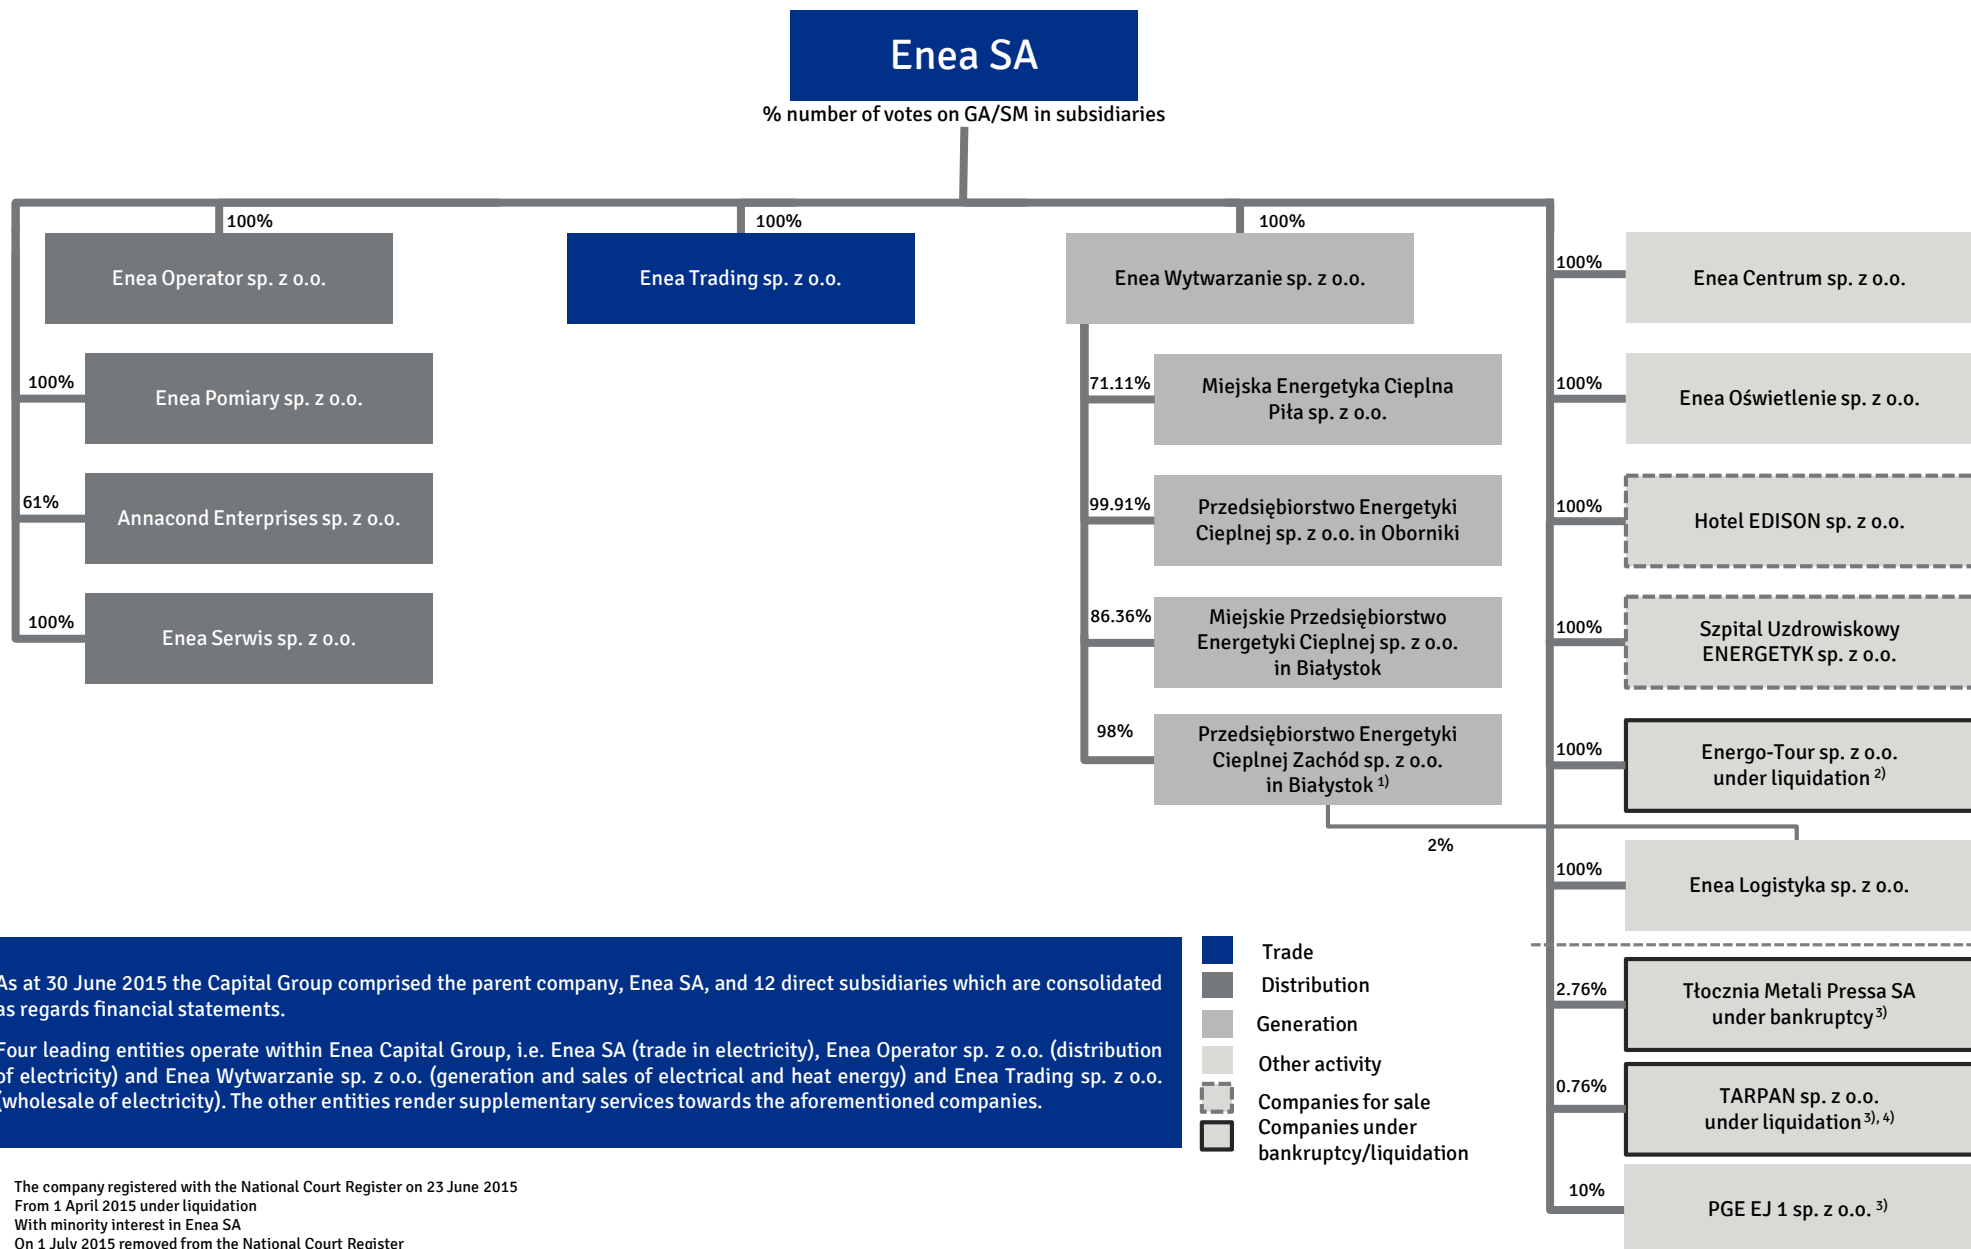 Enea SA
% number of votes on GA/SM in subsidiaries
100%
Enea Operator sp. z o.o.
100%
Enea Pomiary sp. z o.o.
61%
Annacond Enterprises sp. z o.o.
100%
Enea Serwis sp. z o.o.
100%
Enea Trading sp. z o.o.
100%
Enea Wytwarzanie sp. z o.o.
71.11%
Miejska Energetyka Cieplna
Piła sp. z o.o.
99.91%
Przedsiębiorstwo Energetyki
Cieplnej sp. z o.o. in Oborniki
86.36%
Miejskie Przedsiębiorstwo
Energetyki Cieplnej sp. z o.o.
in Białystok
98%
Przedsiębiorstwo Energetyki
Cieplnej Zachód sp. z o.o.
in Białystok 1)
2%
100%
Enea Centrum sp. z o.o.
100%
Enea Oświetlenie sp. z o.o.
100%
Hotel EDISON sp. z o.o.
100%
Szpital Uzdrowiskowy
ENERGETYK sp. z o.o.
100%
Energo-Tour sp. z o.o.
under liquidation 2)
100%
Enea Logistyka sp. z o.o.
2.76%
Tłocznia Metali Pressa SA
under bankruptcy 3)
0.76%
TARPAN sp. z o.o.
under liquidation 3), 4)
10%
PGE EJ 1 sp. z o.o. 3)
As at 30 June 2015 the Capital Group comprised the parent company, Enea SA, and 12 direct subsidiaries which are consolidated
as regards financial statements.
Four leading entities operate within Enea Capital Group, i.e. Enea SA (trade in electricity), Enea Operator sp. z o.o. (distribution
of electricity) and Enea Wytwarzanie sp. z o.o. (generation and sales of electrical and heat energy) and Enea Trading sp. z o.o.
(wholesale of electricity). The other entities render supplementary services towards the aforementioned companies.
Trade
Distribution
Generation
Other activity
Companies for sale
Companies under
bankruptcy/liquidation
The company registered with the National Court Register on 23 June 2015
From 1 April 2015 under liquidation
With minority interest in Enea SA
On 1 July 2015 removed from the National Court Register